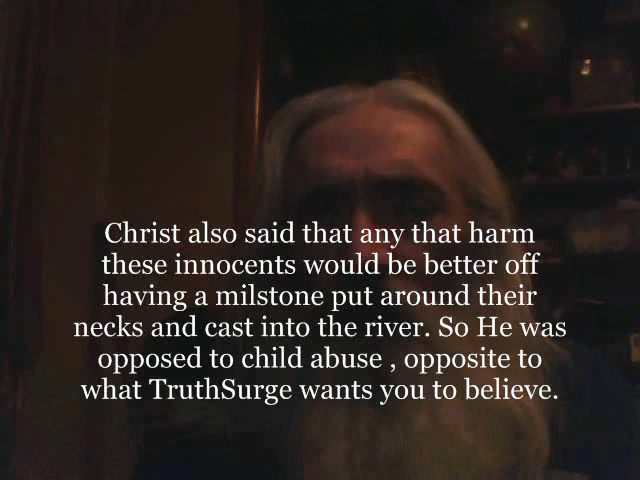 Christ also said that any that harm
these innocents would be better off
having a milstone put around their
necks and cast into the river. So He was
opposed to child abuse , opposite to
what TruthSurge wants you to believe.